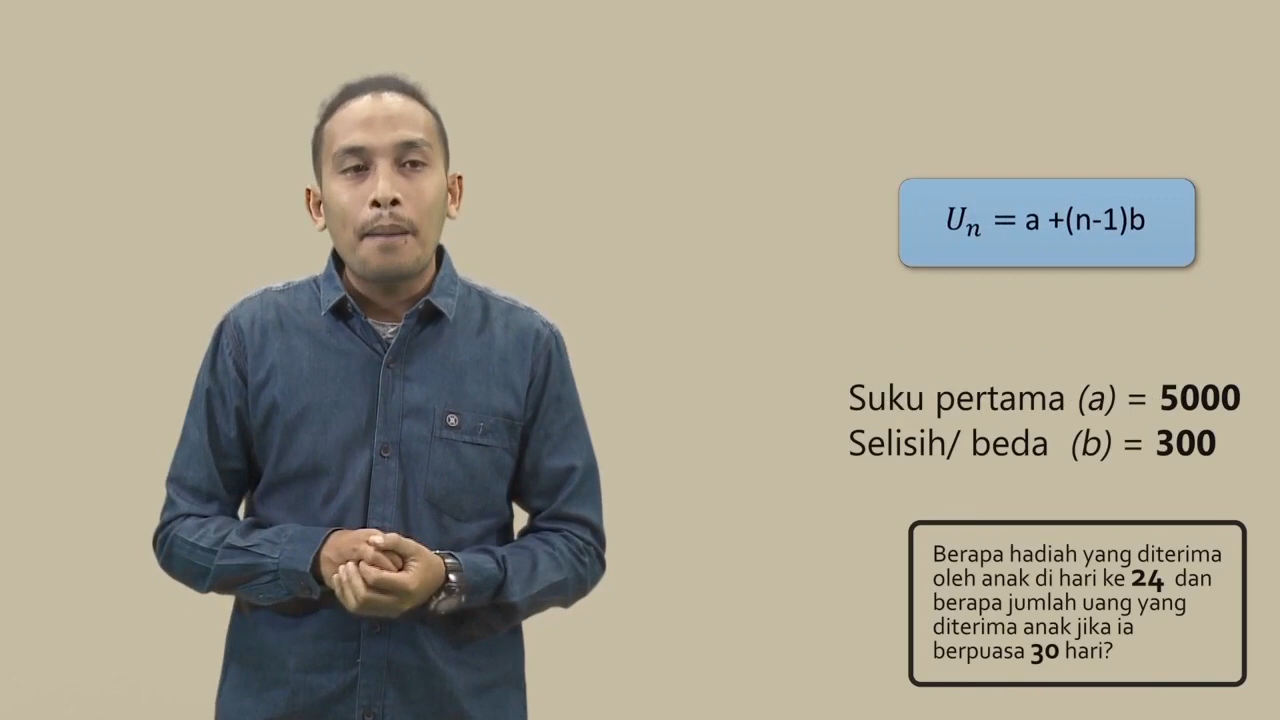 Uₙ = a +(n-1)b
Suku pertama (a) = 5000
Selisih/ beda (b) = 300
Berapa hadiah yang diterima
oleh anak di hari ke 24 dan
berapa jumlah uang yang
diterima anak jika ia
berpuasa 30 hari?